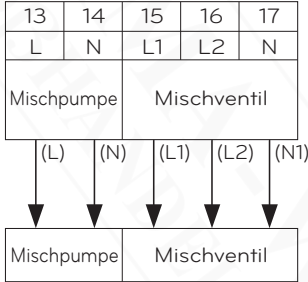 13 14 15 16 17
L N L1 L2 N
Mischpumpe Mischventil
(L) (N) (L1) (L2) (N1)
Mischpumpe Mischventil